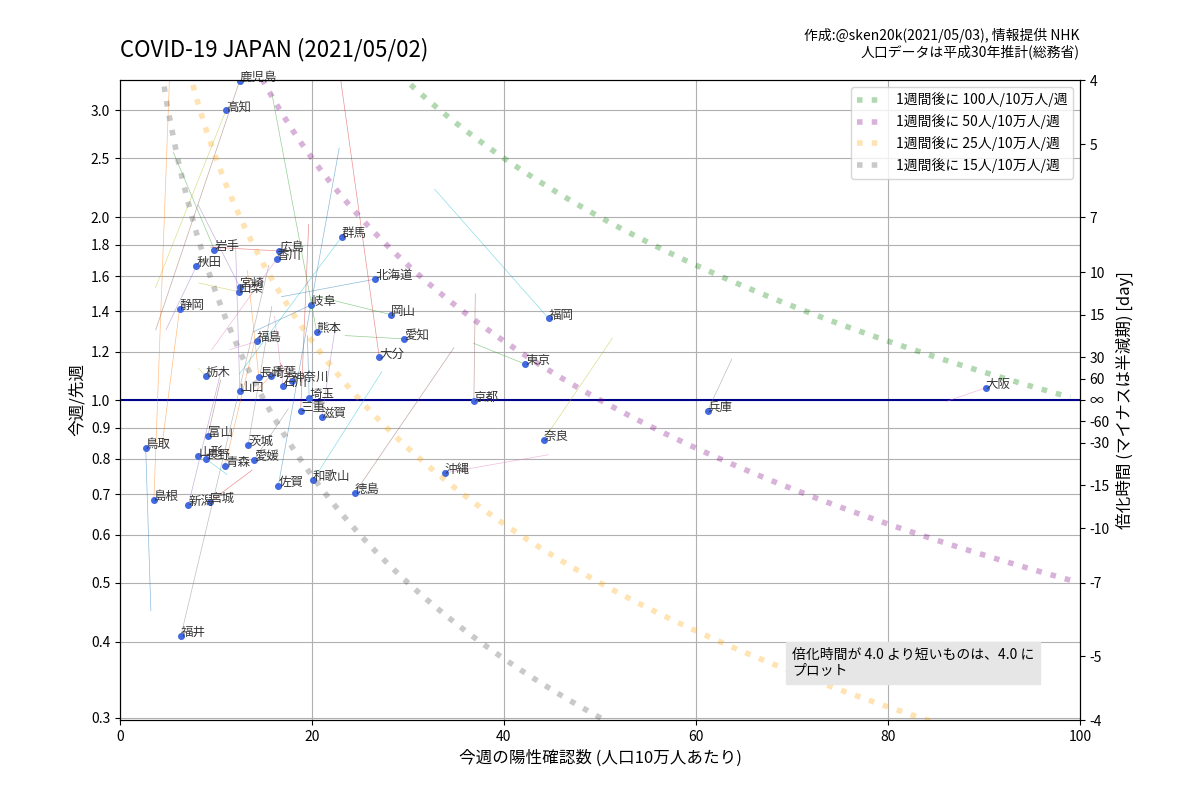 COVID-19 JAPAN (2021/05/02)
作成:@sken20k(2021/05/03), 情報提供 NHK
人口データは平成30年推計(総務省)
1週間後に 100人/10万人/週
1週間後に 50人/10万人/週
1週間後に 25人/10万人/週
1週間後に 15人/10万人/週
今週/先週
3.0
2.5
2.0
1.8
1.6
1.4
1.2
1.0
0.9
0.8
0.7
0.6
0.5
0.4
0.3
鹿児島
高知
群馬
岩手
広島
香川
秋田
北海道
宮崎
山梨
岐阜
静岡
岡山
福岡
熊本
愛知
福島
大分
東京
栃木
長崎
千葉
神奈川
石川
大阪
山口
埼玉
京都
三重
滋賀
兵庫
富山
鳥取
茨城
奈良
山形
長野
青森
愛媛
沖縄
佐賀
和歌山
徳島
島根
新潟
宮城
福井
倍化時間が 4.0 より短いものは、4.0 に
プロット
0
20
40
60
80
100
今週の陽性確認数 (人口10万人あたり)
4
5
7
10
15
30
60
∞
-60
-30
-15
-10
-7
-5
-4
倍化時間 (マイナスは半減期) [day]